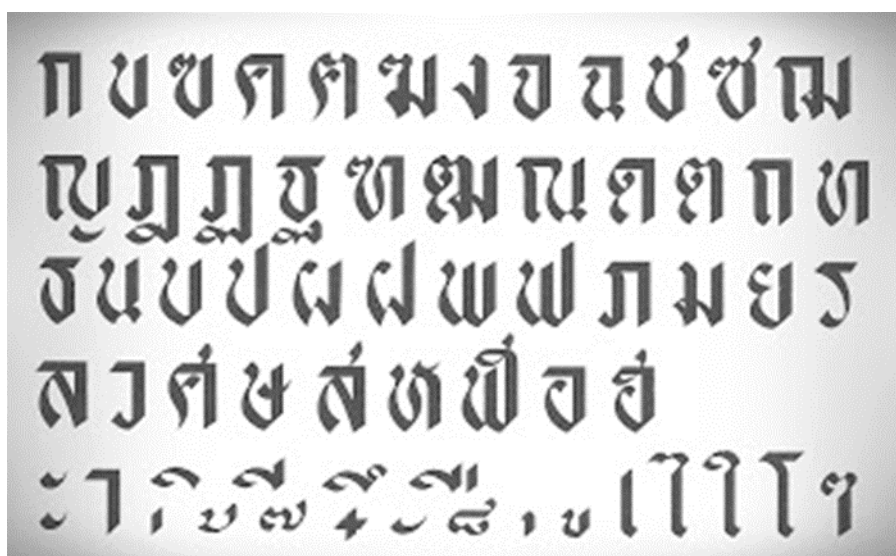 ก ข ฃ ค ฅ ฆ ง จ ฉ ช ซ ฌ
ญ ฎ ฏ ฐ ฑ ฒ ณ ด ต ถ ท
ธ น บ ป ผ ฝ พ ฟ ภ ม ย ร
ล ว ศ ษ ส ห ฬ อ ฮ
ะ า ิ ี ึ ื ุ ู เ ไ ใ โ ๆ